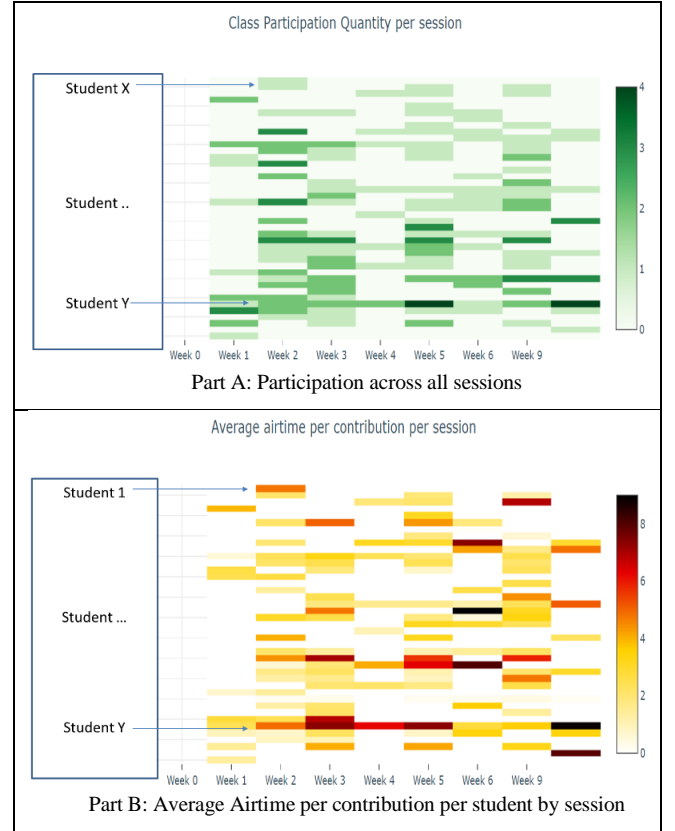 Class Participation Quantity per session
Student X
Student ..
Student Y
4
3
2
1
0
Week 0 Week 1 Week 2 Week 3 Week 4 Week 5 Week 6 Week 9
Part A: Participation across all sessions
Average airtime per contribution per session
Student 1
Student ...
Student Y
8
6
4
2
0
Week 0 Week 1 Week 2 Week 3 Week 4 Week 5 Week 6 Week 9
Part B: Average Airtime per contribution per student by session